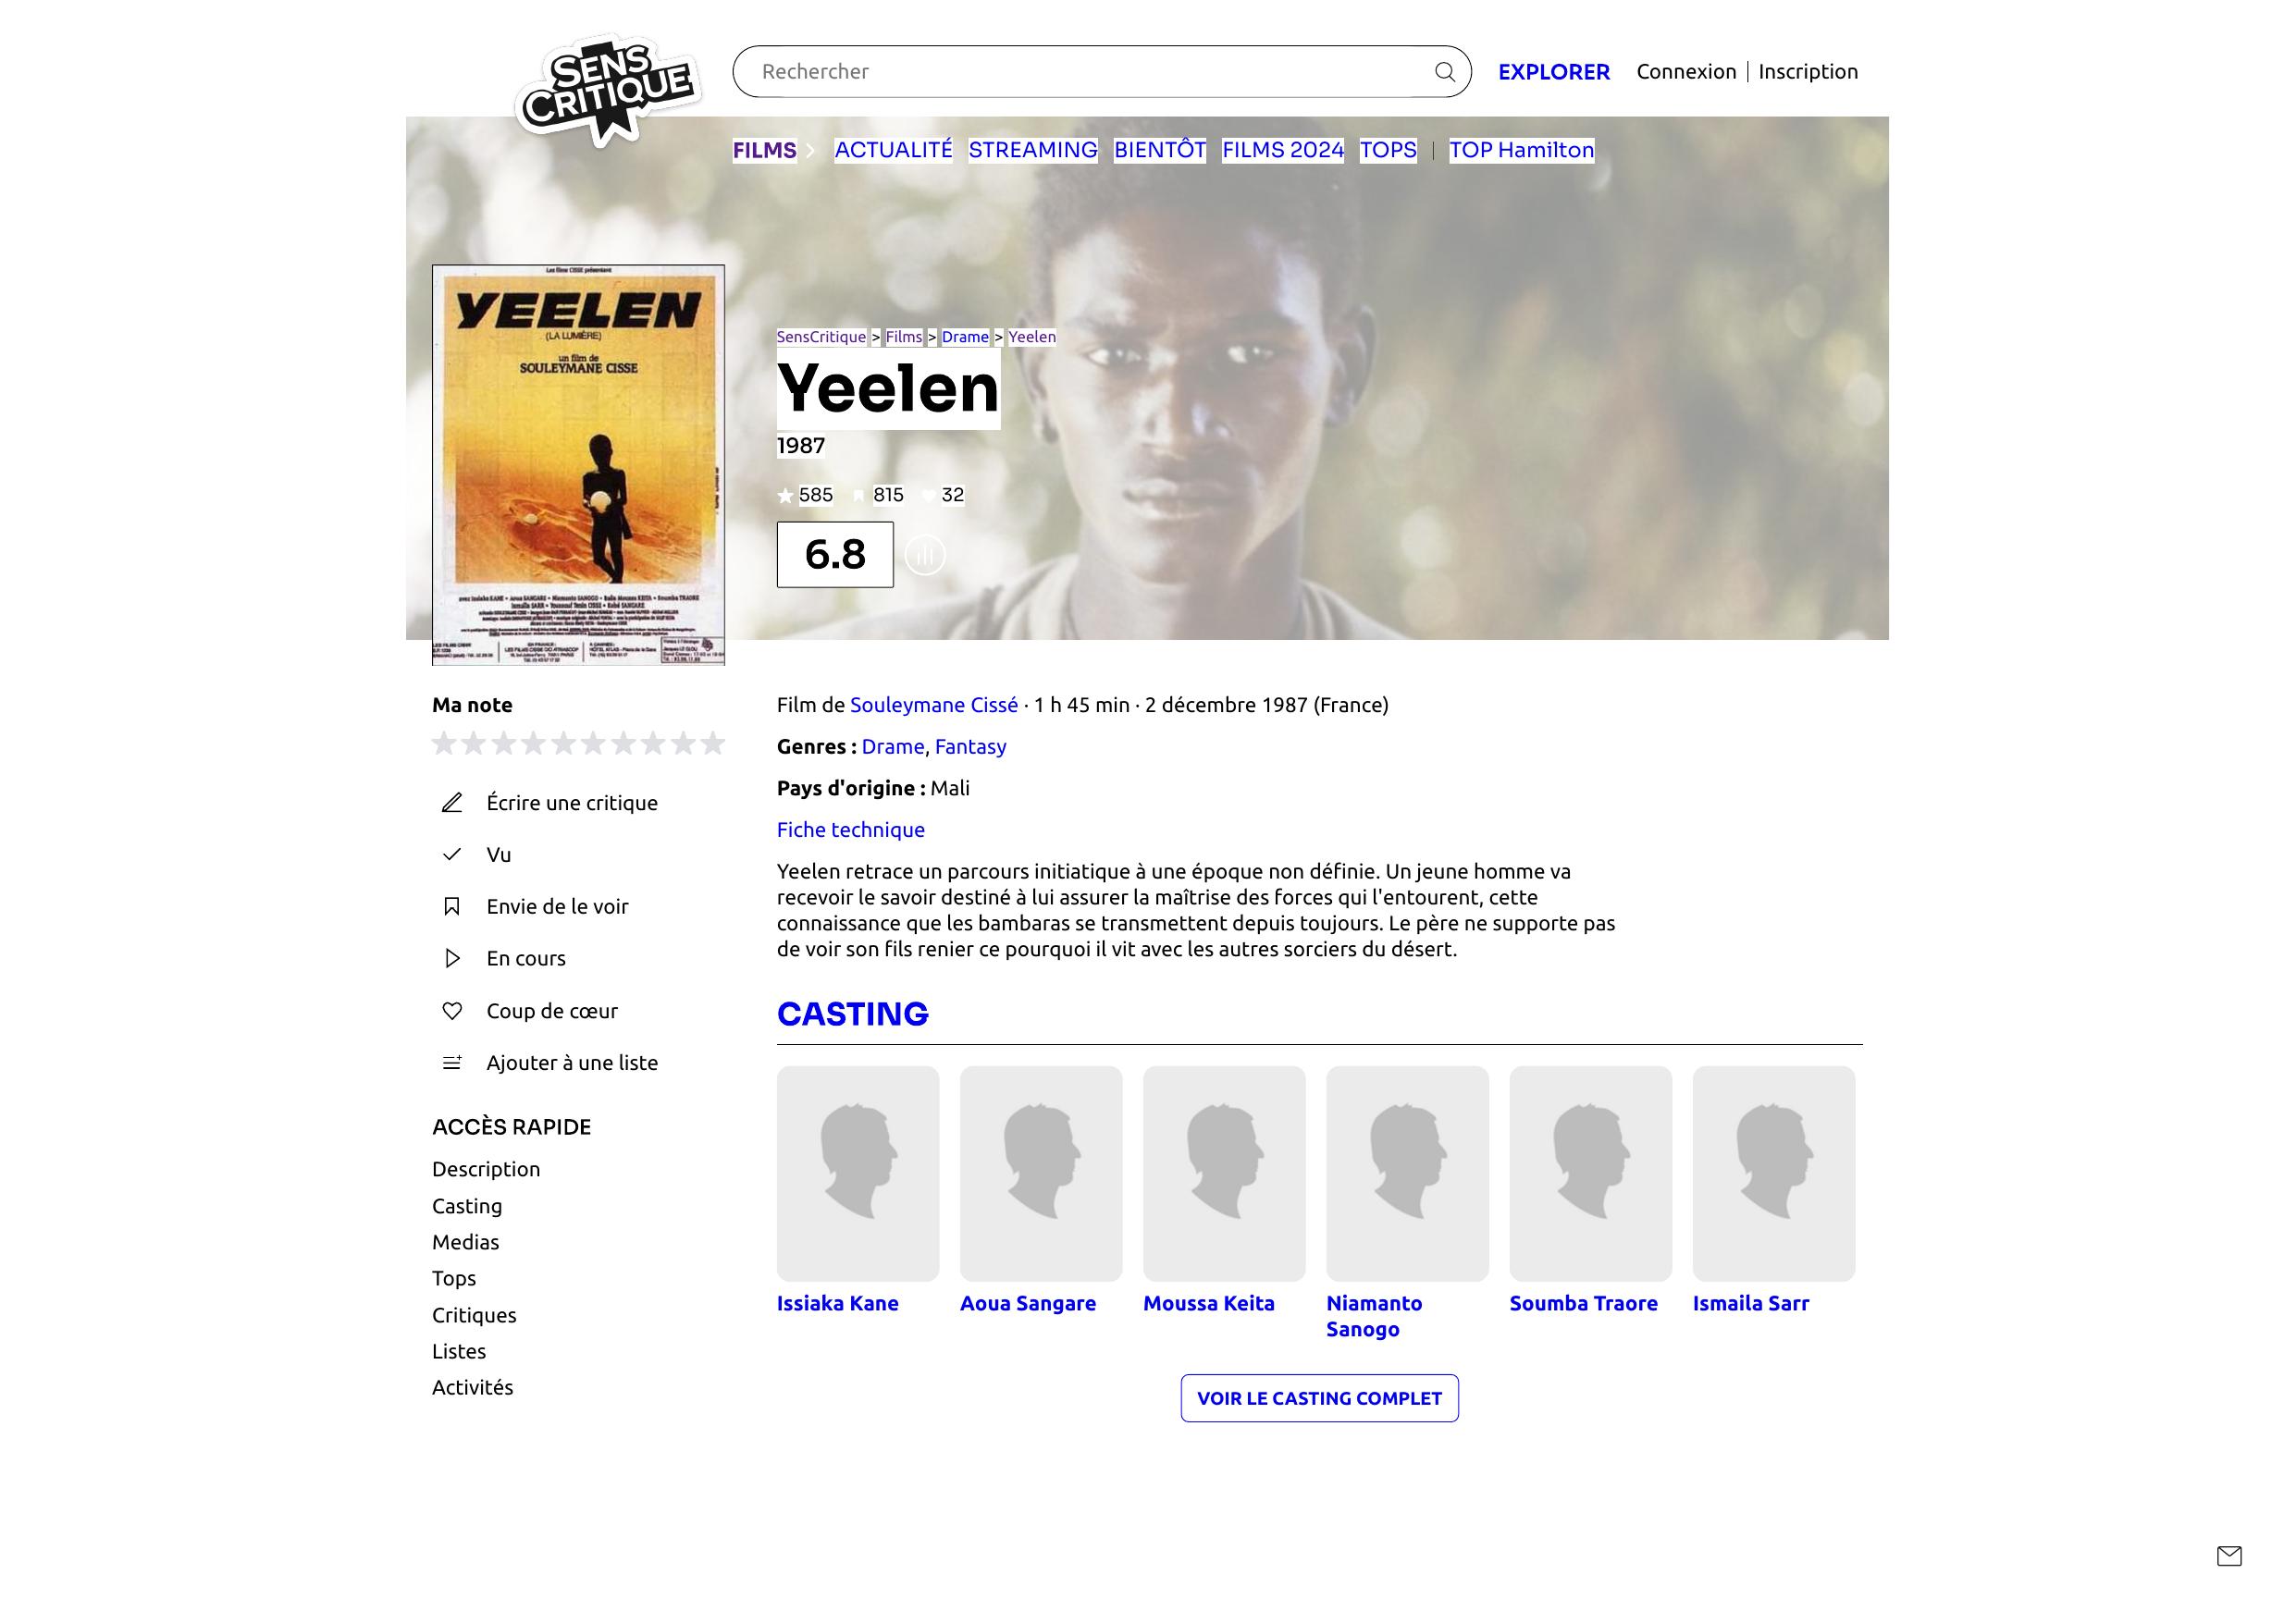 SENS
CRITIQUE
Rechercher
EXPLORER
Connexion | Inscription
FILMS
ACTUALITÉ
STREAMING
BIENTÔT
FILMS 2024
TOPS
|
TOP Hamilton
Les films CISSE présentent
YEELEN
(LA LUMIÈRE)
un film de
SOULEYMANE CISSE
SensCritique > Films > Drame > Yeelen
Yeelen
1987
585 815 32
6.8
Ma note
Écrire une critique
Vu
Envie de le voir
En cours
Coup de cœur
Ajouter à une liste
ACCÈS RAPIDE
Description
Casting
Medias
Tops
Critiques
Listes
Activités
Film de Souleymane Cissé · 1 h 45 min · 2 décembre 1987 (France)
Genres : Drame, Fantasy
Pays d'origine : Mali
Fiche technique
Yeelen retrace un parcours initiatique à une époque non définie. Un jeune homme va
recevoir le savoir destiné à lui assurer la maîtrise des forces qui l'entourent, cette
connaissance que les bambaras se transmettent depuis toujours. Le père ne supporte pas
de voir son fils renier ce pourquoi il vit avec les autres sorciers du désert.
CASTING
Issiaka Kane
Aoua Sangare
Moussa Keita
Niamanto
Sanogo
Soumba Traore
Ismaila Sarr
VOIR LE CASTING COMPLET